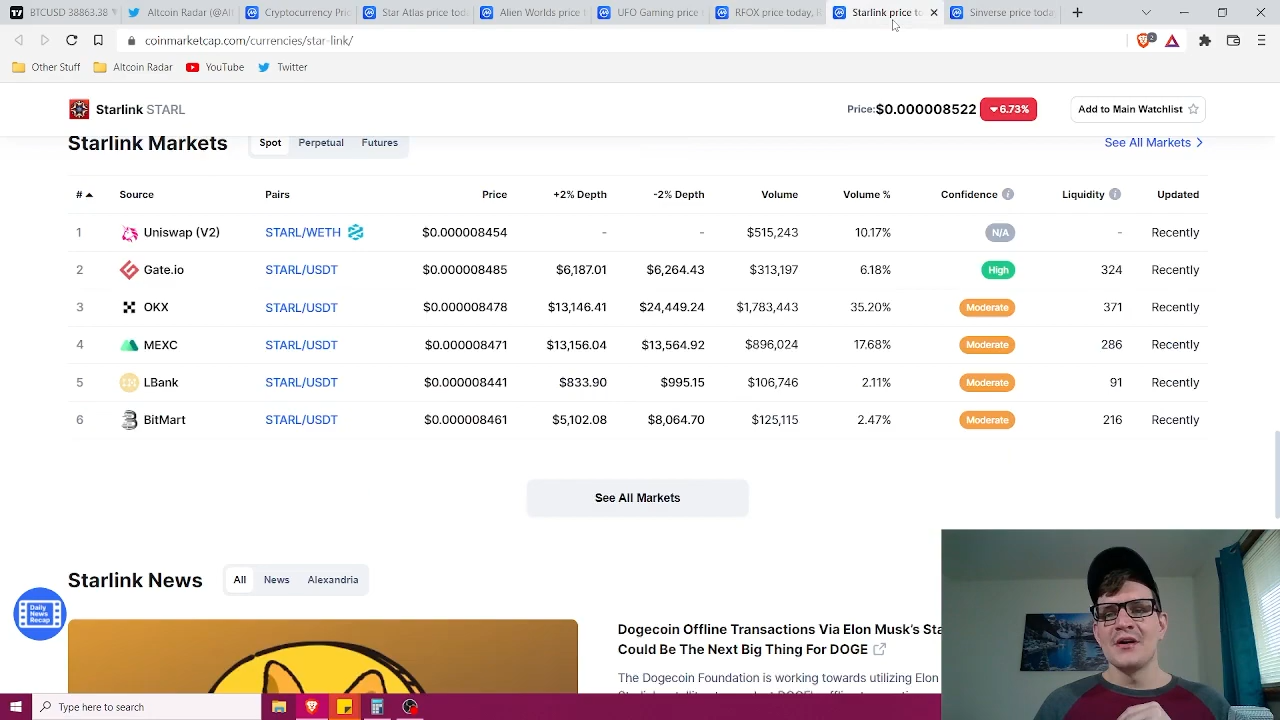 BTCUSD 38863.38
Altcoin Radar (@Alt
Cryptocurrency Pric
Star Atlas price toda
Alien Worlds price t
UFO Gaming price t
RFOX price today, R
Starlink price to
Sinverse price today
coinmarketcap.com/currencies/star-link/
2
Other Stuff
Altcoin Radar
YouTube
Twitter
Starlink STARL
Price:$0.000008522
6.73%
Add to Main Watchlist
Starlink Markets
Spot
Perpetual
Futures
See All Markets
# Source Pairs Price +2% Depth -2% Depth Volume Volume % Confidence Liquidity Updated
1 Uniswap (V2) STARL/WETH $0.000008454 - - $515,243 10.17% N/A - Recently
2 Gate.io STARL/USDT $0.000008485 $6,187.01 $6,264.43 $313,197 6.18% High 324 Recently
3 OKX STARL/USDT $0.000008478 $13,146.41 $24,449.24 $1,783,443 35.20% Moderate 371 Recently
4 MEXC STARL/USDT $0.000008471 $13,156.04 $13,564.92 $896,024 17.68% Moderate 286 Recently
5 LBank STARL/USDT $0.000008441 $833.90 $995.15 $106,746 2.11% Moderate 91 Recently
6 BitMart STARL/USDT $0.000008461 $5,102.08 $8,064.70 $125,115 2.47% Moderate 216 Recently
See All Markets
Starlink News
All
News
Alexandria
Daily
News
Recap
Dogecoin Offline Transactions Via Elon Musk's Sta
Could Be The Next Big Thing For DOGE
The Dogecoin Foundation is working towards utilizing Elon
Type here to search